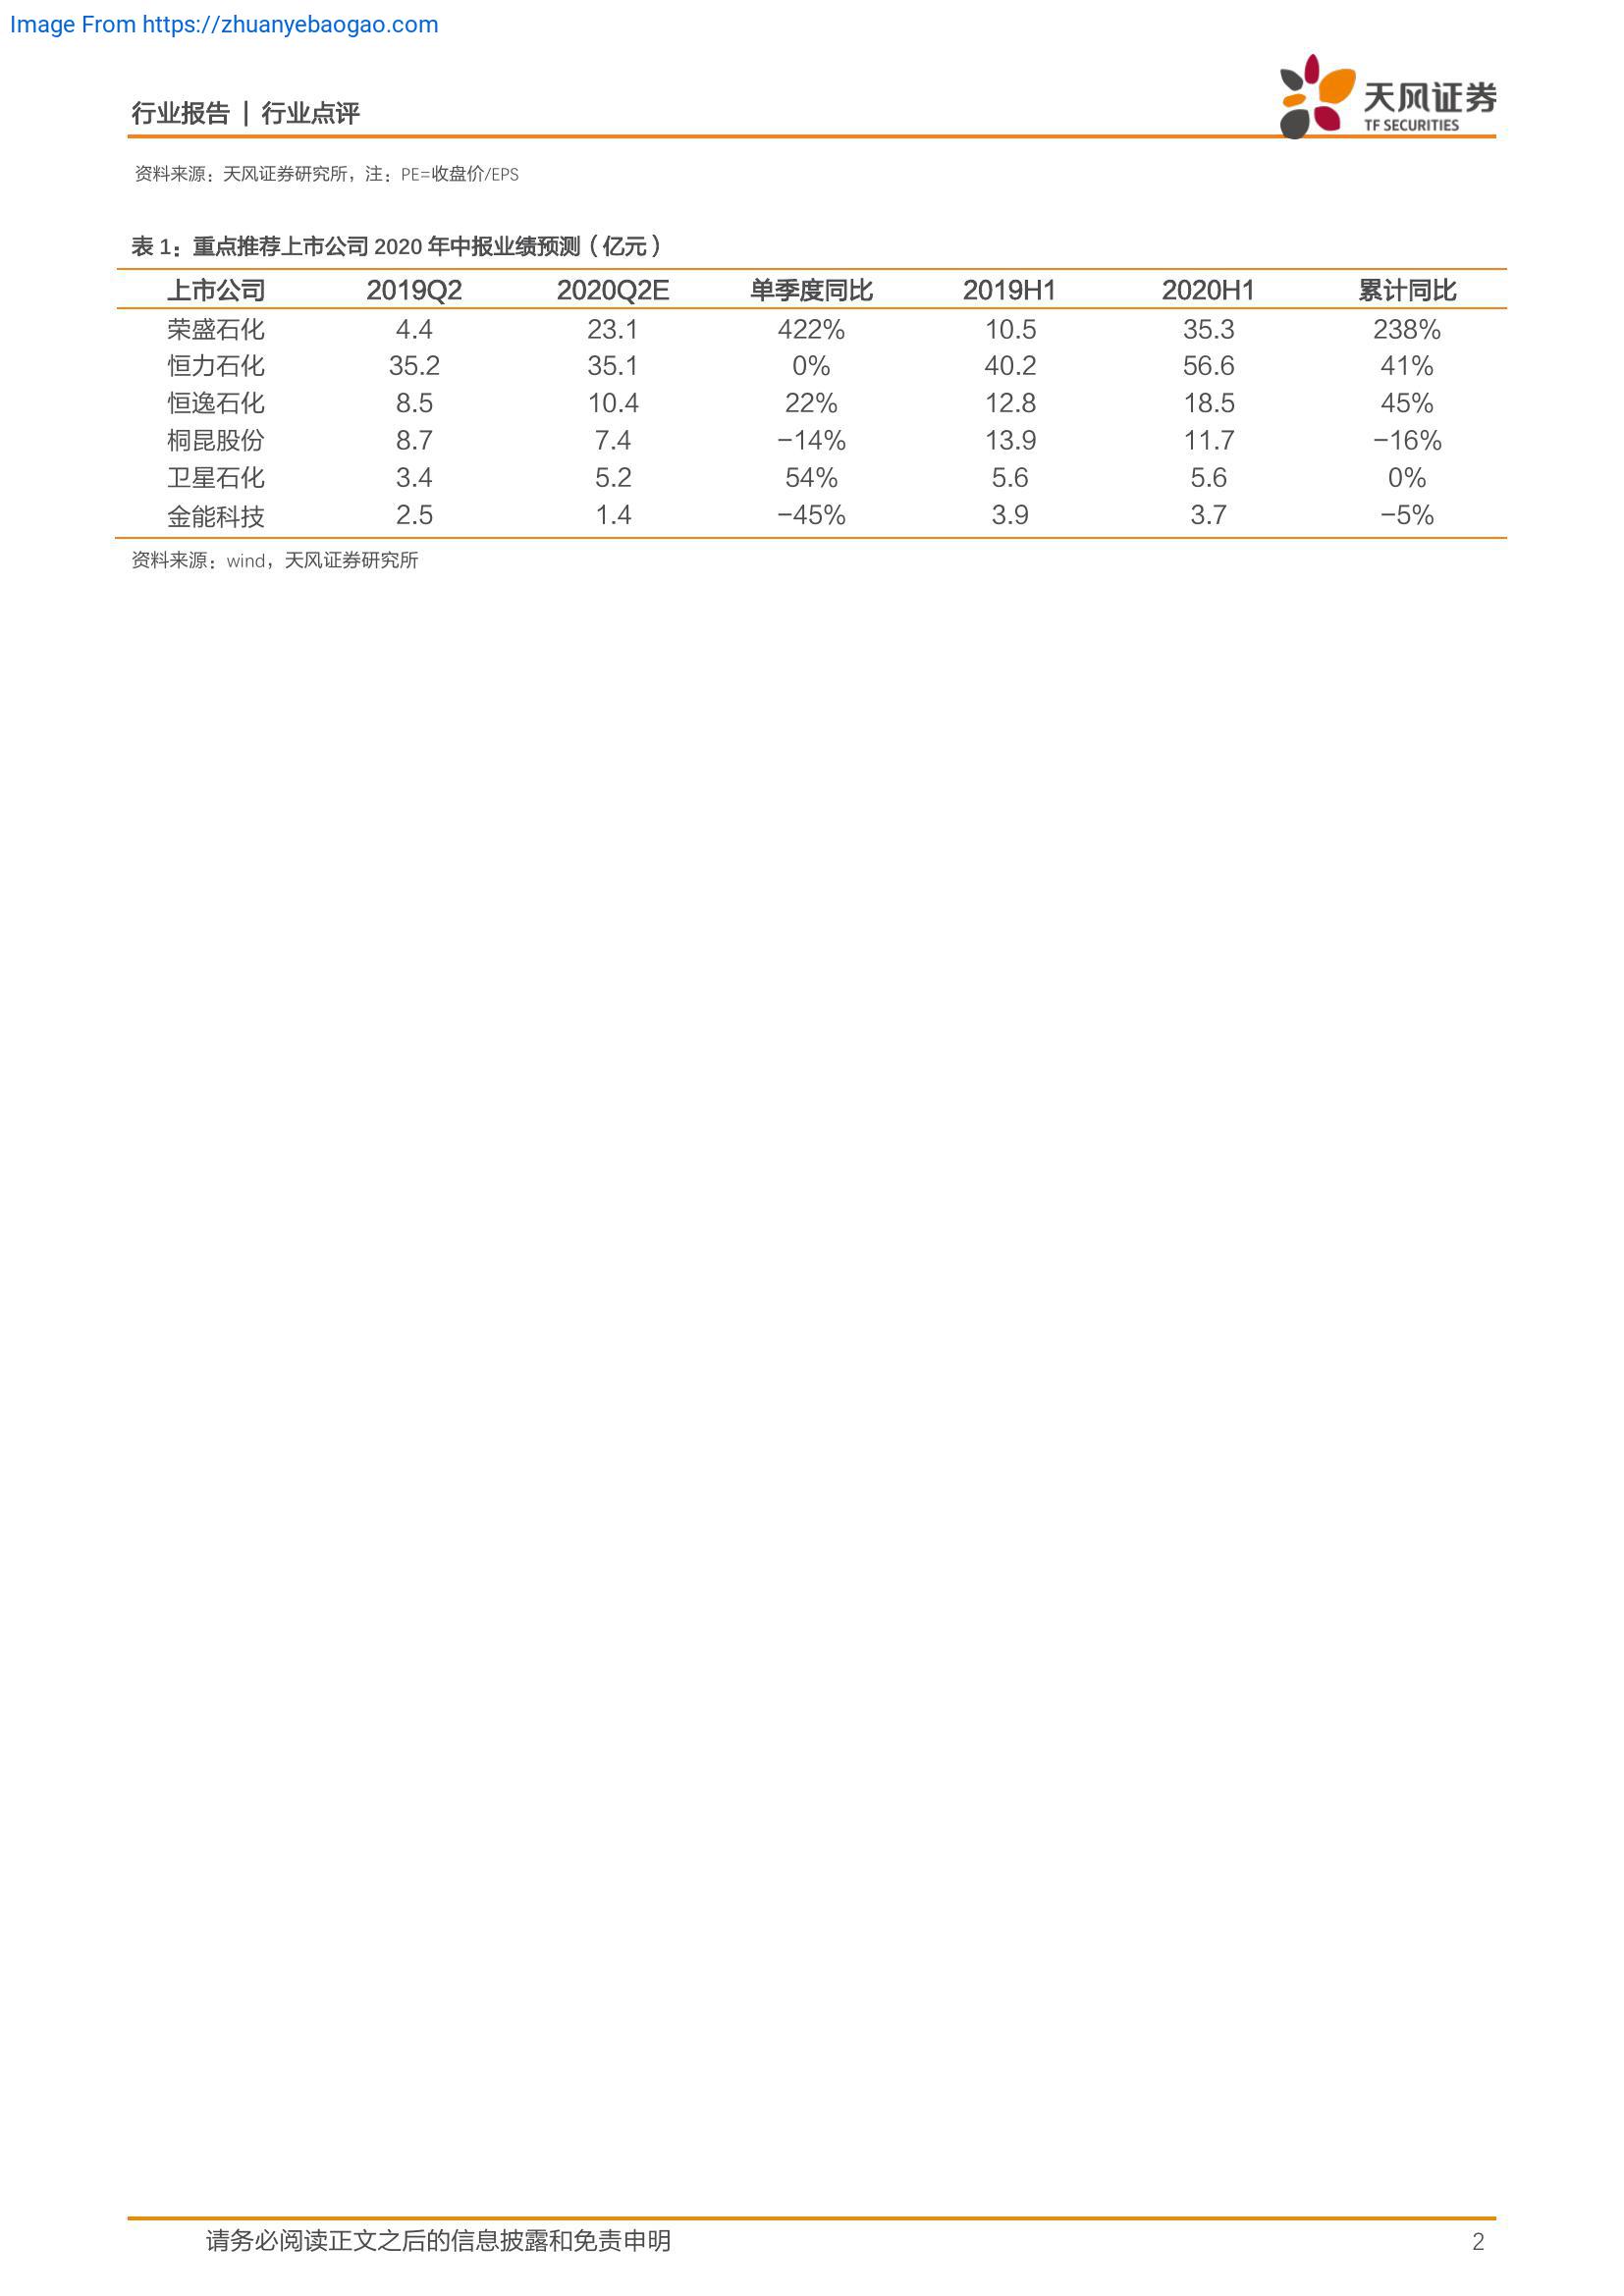 Image From https://zhuanyebaogao.com
行业报告 | 行业点评
天风证券
TF SECURITIES
资料来源：天风证券研究所，注：PE=收盘价/EPS
表 1：重点推荐上市公司 2020 年中报业绩预测（亿元）
上市公司 2019Q2 2020Q2E 单季度同比 2019H1 2020H1 累计同比
荣盛石化 4.4 23.1 422% 10.5 35.3 238%
恒力石化 35.2 35.1 0% 40.2 56.6 41%
恒逸石化 8.5 10.4 22% 12.8 18.5 45%
桐昆股份 8.7 7.4 -14% 13.9 11.7 -16%
卫星石化 3.4 5.2 54% 5.6 5.6 0%
金能科技 2.5 1.4 -45% 3.9 3.7 -5%
资料来源：wind，天风证券研究所
请务必阅读正文之后的信息披露和免责申明 2